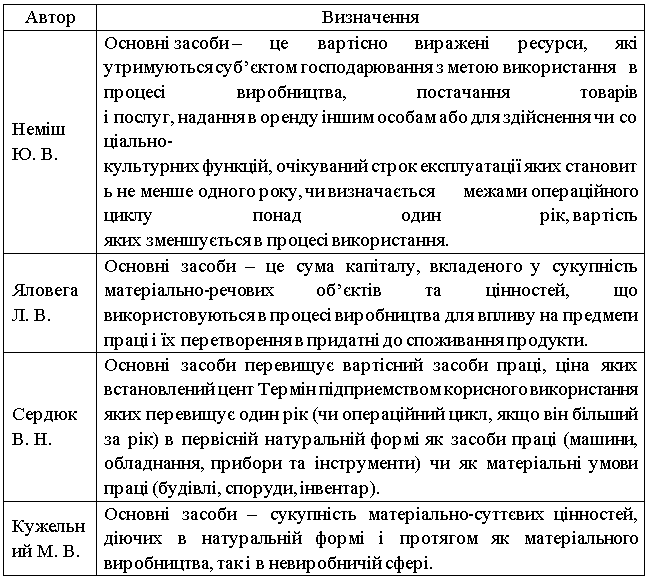 Автор Визначення
Неміш Ю. В.
Основні засоби – це вартісно виражені ресурси, які
утримуються суб’єктом господарювання з метою використання в
процесі виробництва, постачання товарів
і послуг, надання в оренду іншим особам або для здійснення чи со
ціально-
культурних функцій, очікуваний строк експлуатації яких становит
ь не менше одного року, чи визначається межами операційного
циклу понад один рік, вартість
яких зменшується в процесі використання.
Яловега Л. В.
Основні засоби – це сума капіталу, вкладеного у сукупність
матеріально-речових об’єктів та цінностей, що
використовуються в процесі виробництва для впливу на предмети
праці і їх перетворення в придатні до споживання продукти.
Сердюк В. Н.
Основні засоби перевищує вартісний засоби праці, ціна яких
встановлений цент Термін підприемством корисного використання
яких перевищує один рік (чи операційний цикл, якщо він більший
за рік) в первісній натуральній формі як засоби праці (машини,
обладнання, прибори та інструменти) чи як матеріальні умови
праці (будівлі, споруди, інвентар).
Кужельн
ий М. В.
Основні засоби – сукупність матеріально-суттєвих цінностей,
діючих в натуральній формі і протягом як матеріального
виробництва, так і в невиробничій сфері.